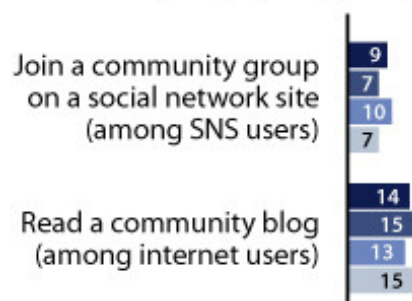 Join a community group
on a social network site
(among SNS users)
9
7
10
7
Read a community blog
(among internet users)
14
15
13
15